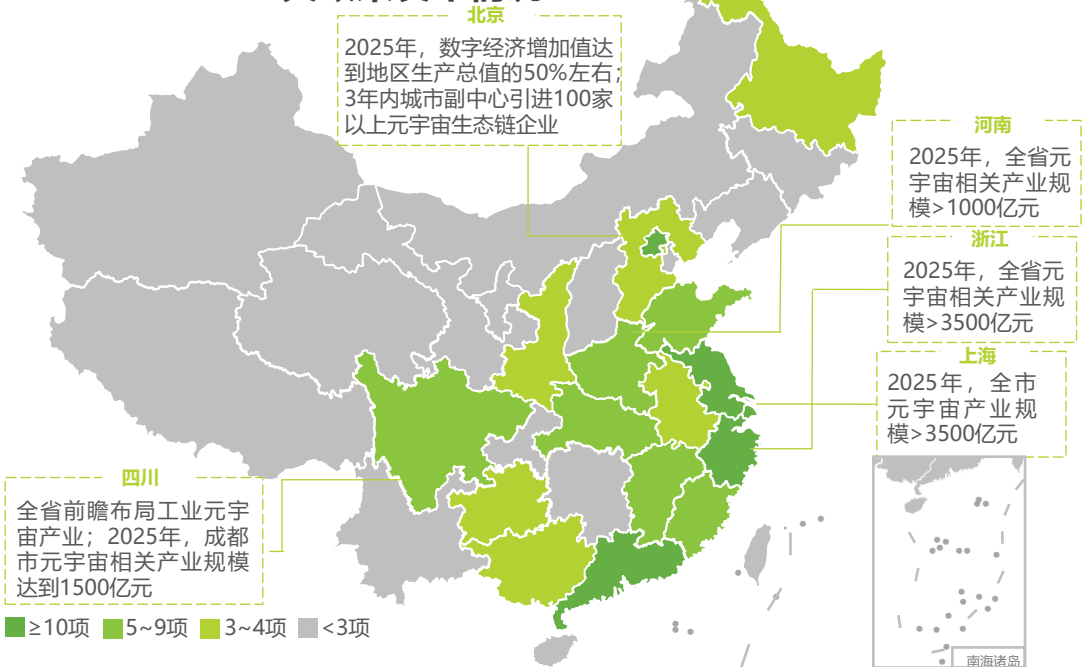 北京
2025年，数字经济增加值达
到地区生产总值的50%左右；
3年内城市副中心引进100家
以上元宇宙生态链企业
河南
2025年，全省元
宇宙相关产业规
模>1000亿元
浙江
2025年，全省元
宇宙相关产业规
模>3500亿元
上海
2025年，全市
元宇宙产业规
模>3500亿元
四川
全省前瞻布局工业元宇
宙产业；2025年，成都
市元宇宙相关产业规模
达到1500亿元
≥10项 5~9项 3~4项 <3项
南海诸岛